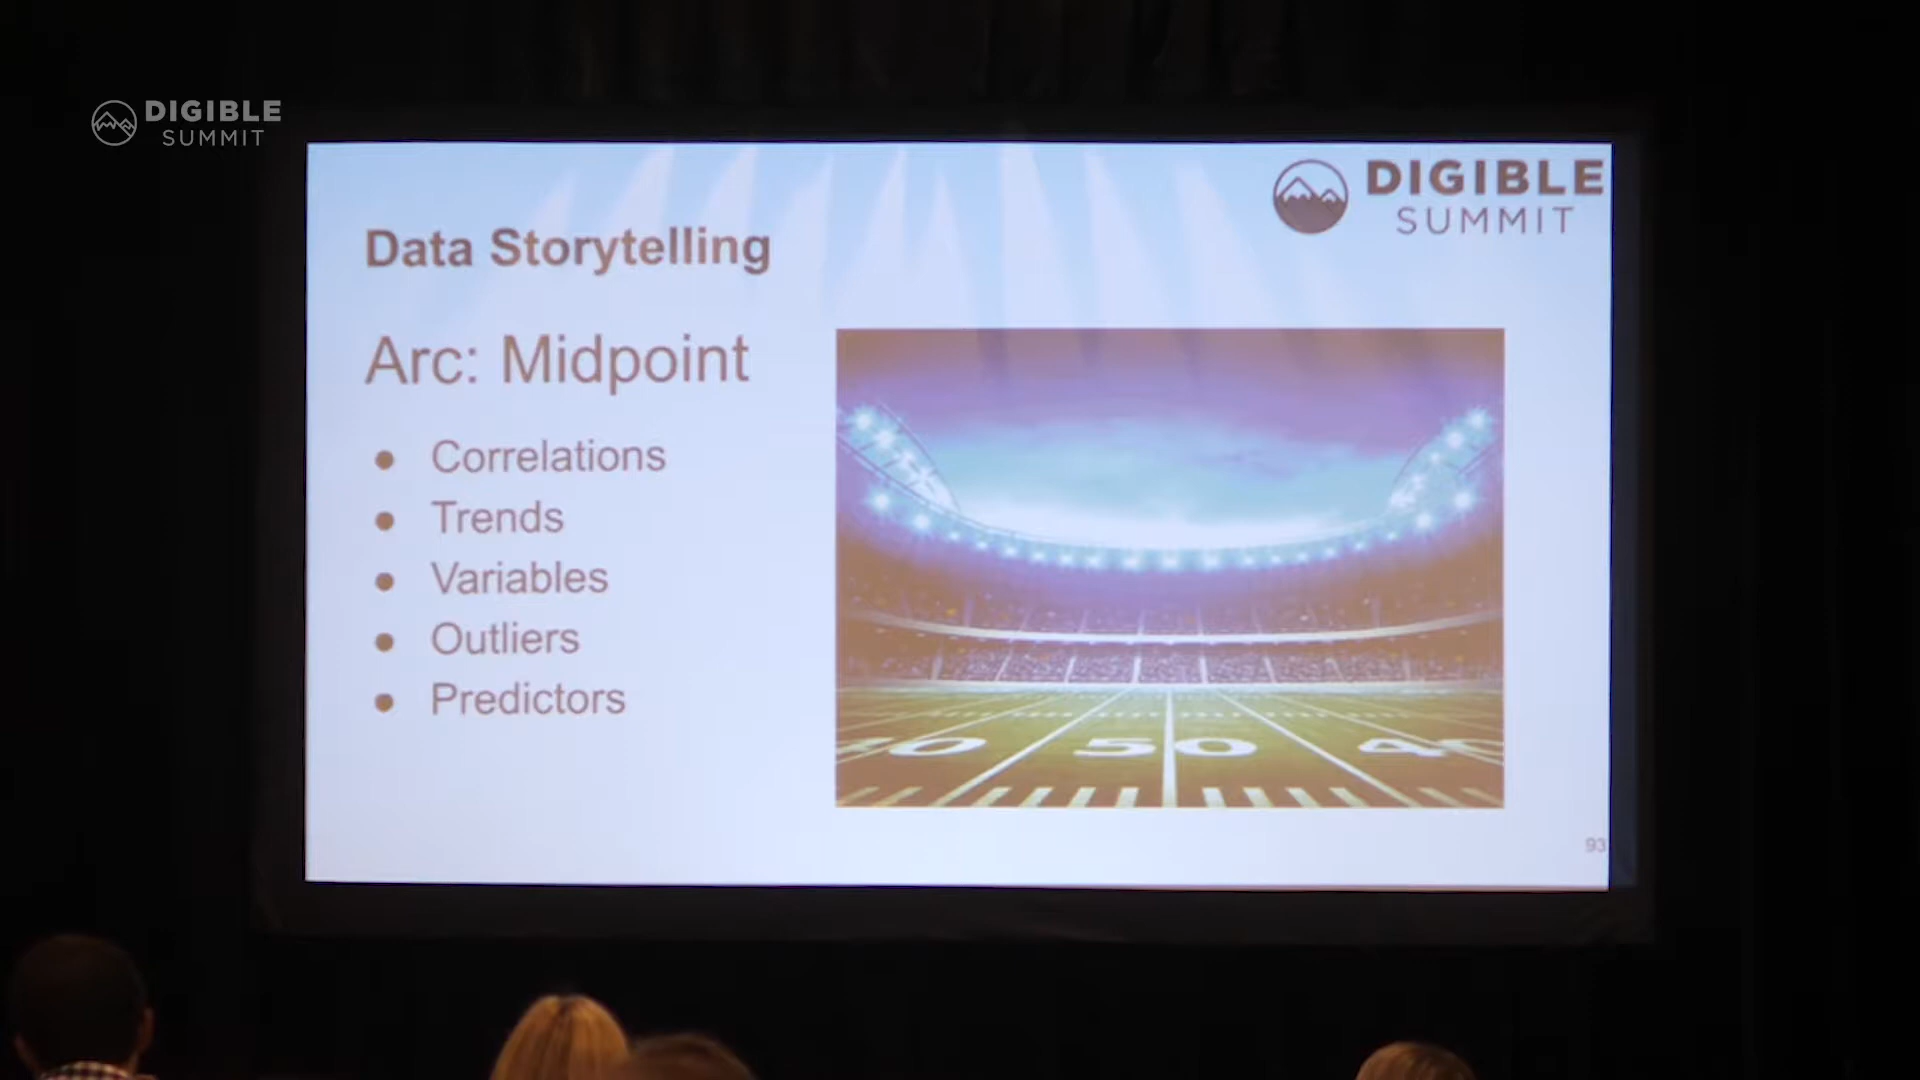 DIGIBLE
SUMMIT
DIGIBLE
SUMMIT
Data Storytelling
Arc: Midpoint
● Correlations
● Trends
● Variables
● Outliers
● Predictors
50
93